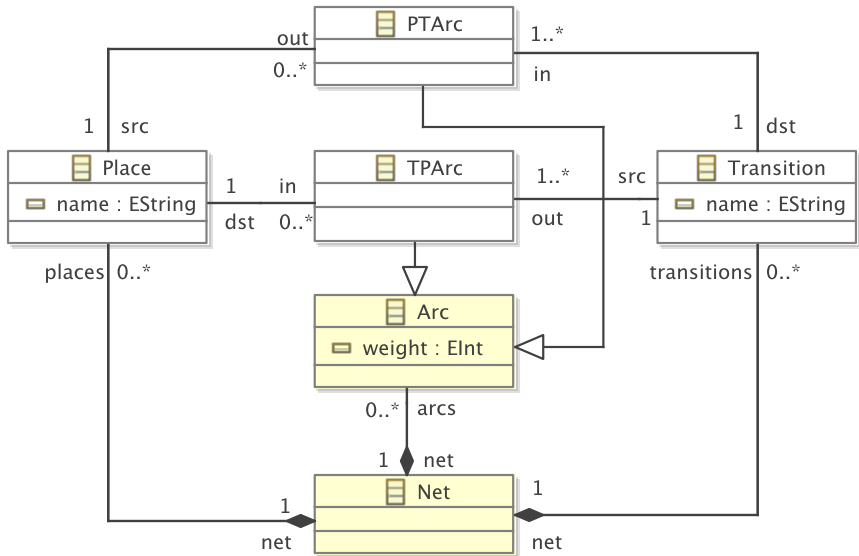 PTArc
out
1..*
0..*
in
1
src
1
dst
Place
TPArc
Transition
name : EString
1
in
1..*
src
name : EString
dst
0..*
out
1
places
0..*
transitions
0..*
Arc
weight : EInt
0..*
arcs
1
net
Net
1
1
net
net